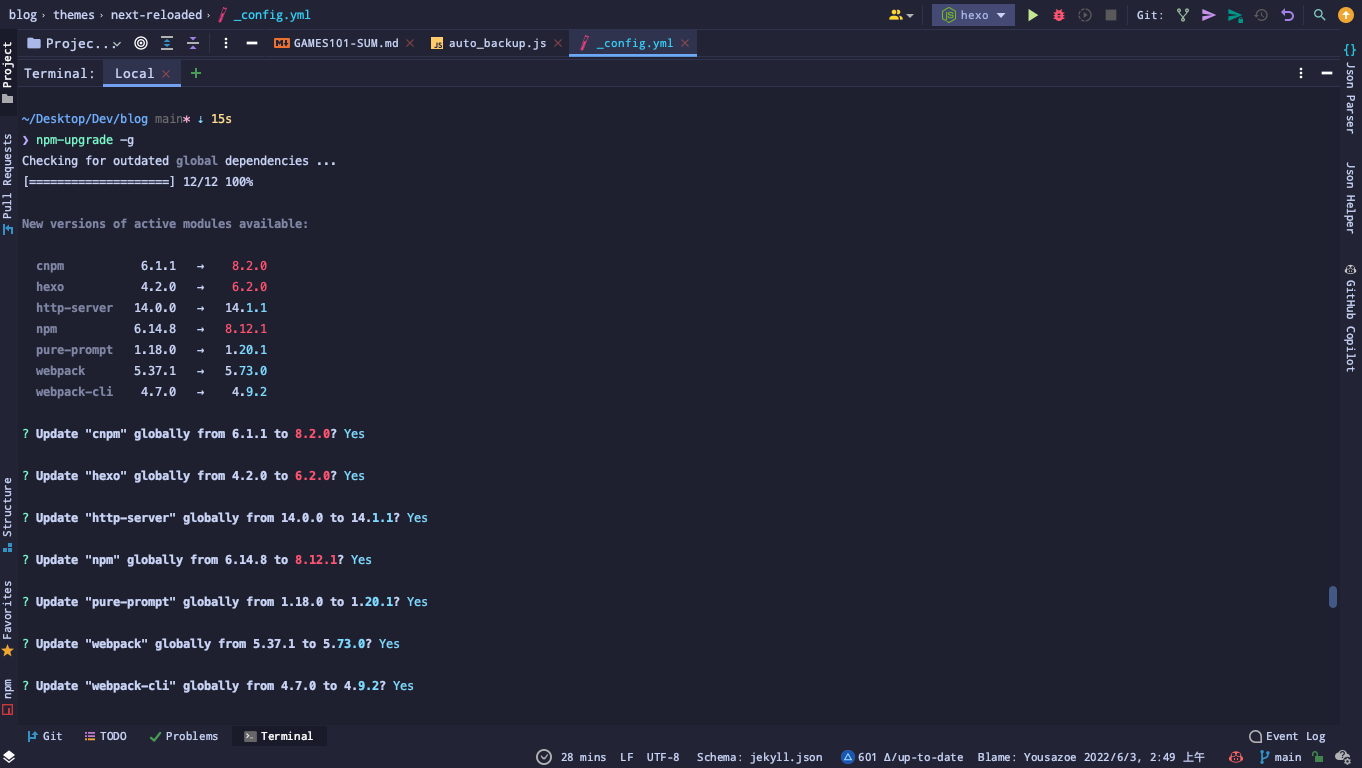 blog › themes › next-reloaded › _config.yml
hexo
Git:
Projec...
GAMES101-SUM.md
auto_backup.js
_config.yml
Terminal:
Local
Project
Pull Requests
Structure
Favorites
npm
~/Desktop/Dev/blog main* ↓ 15s
❯ npm-upgrade -g
Checking for outdated global dependencies ...
[====================] 12/12 100%
New versions of active modules available:
cnpm 6.1.1 → 8.2.0
hexo 4.2.0 → 6.2.0
http-server 14.0.0 → 14.1.1
npm 6.14.8 → 8.12.1
pure-prompt 1.18.0 → 1.20.1
webpack 5.37.1 → 5.73.0
webpack-cli 4.7.0 → 4.9.2
? Update "cnpm" globally from 6.1.1 to 8.2.0? Yes
? Update "hexo" globally from 4.2.0 to 6.2.0? Yes
? Update "http-server" globally from 14.0.0 to 14.1.1? Yes
? Update "npm" globally from 6.14.8 to 8.12.1? Yes
? Update "pure-prompt" globally from 1.18.0 to 1.20.1? Yes
? Update "webpack" globally from 5.37.1 to 5.73.0? Yes
? Update "webpack-cli" globally from 4.7.0 to 4.9.2? Yes
{} Json Parser
Json Helper
GitHub Copilot
Git
TODO
Problems
Terminal
Event Log
28 mins
LF
UTF-8
Schema: jekyll.json
601 Δ/up-to-date
Blame: Yousazoe 2022/6/3, 2:49 上午
main